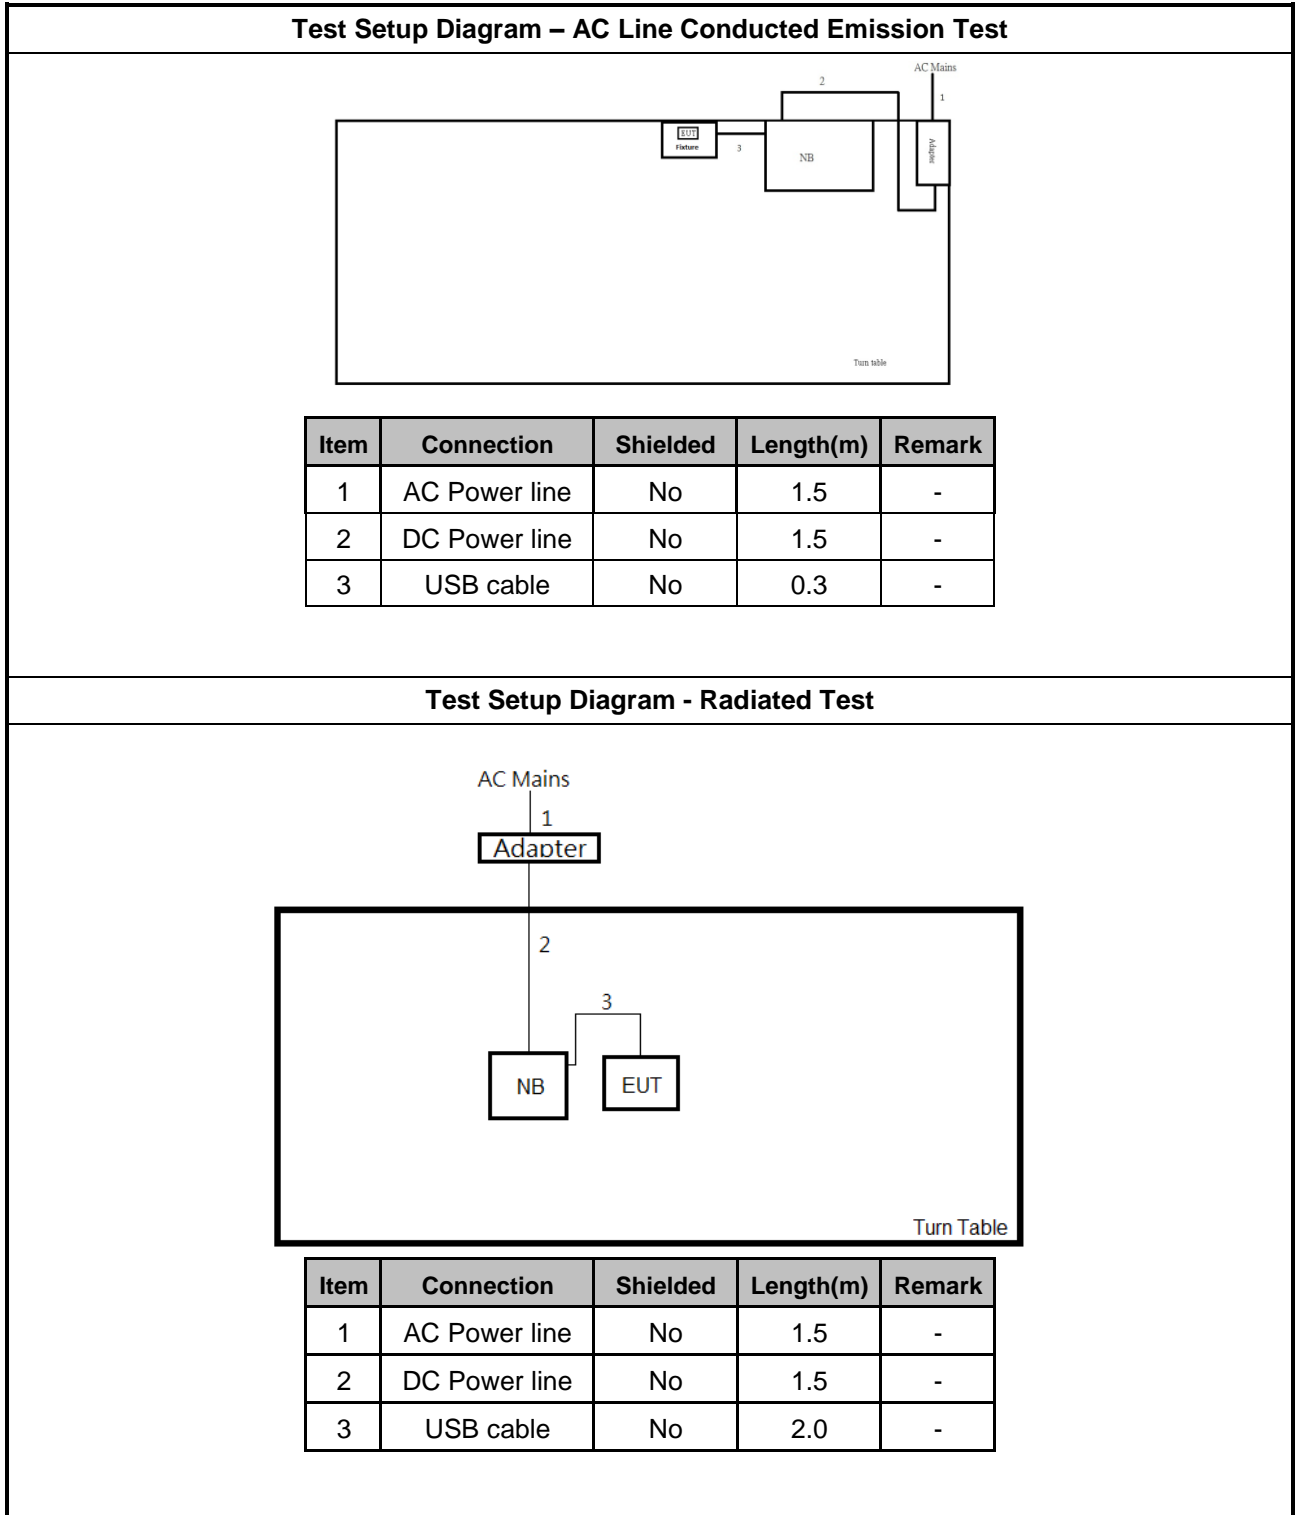 Test Setup Diagram – AC Line Conducted Emission Test
AC Mains
2
1
EUT
Fixture
3
NB
Adapter
Turn table
Item Connection Shielded Length(m) Remark
1 AC Power line No 1.5 -
2 DC Power line No 1.5 -
3 USB cable No 0.3 -
Test Setup Diagram - Radiated Test
AC Mains
1
Adapter
2
3
NB
EUT
Turn Table
Item Connection Shielded Length(m) Remark
1 AC Power line No 1.5 -
2 DC Power line No 1.5 -
3 USB cable No 2.0 -